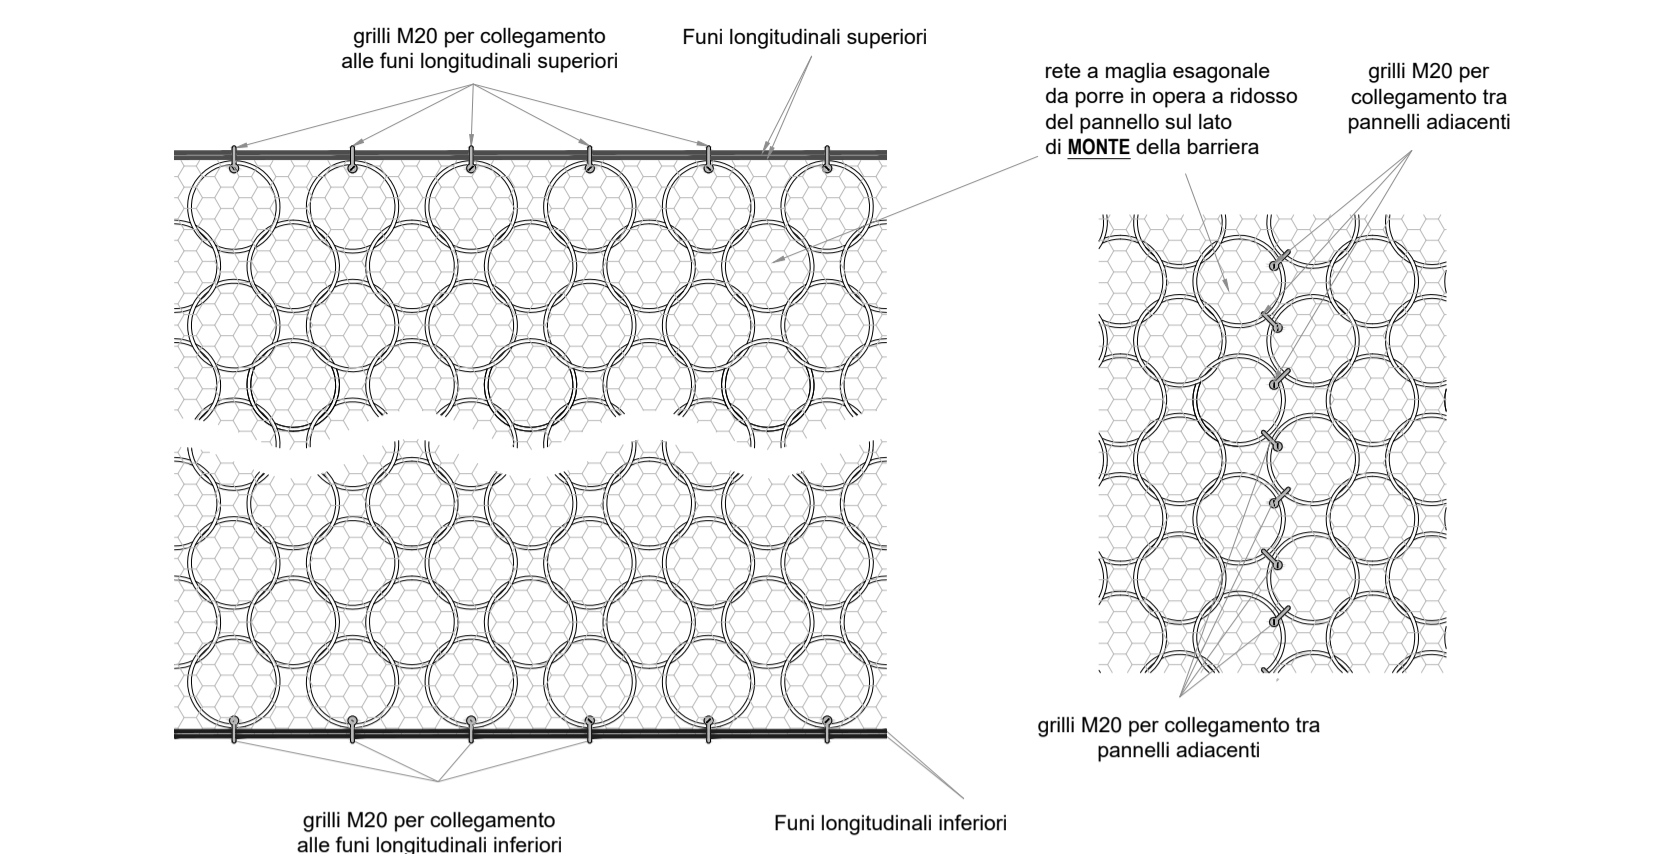 grilli M20 per collegamento
alle funi longitudinali superiori
Funi longitudinali superiori
rete a maglia esagonale
da porre in opera a ridosso
del pannello sul lato
di MONTE della barriera
grilli M20 per
collegamento tra
pannelli adiacenti
grilli M20 per collegamento tra
pannelli adiacenti
grilli M20 per collegamento
alle funi longitudinali inferiori
Funi longitudinali inferiori